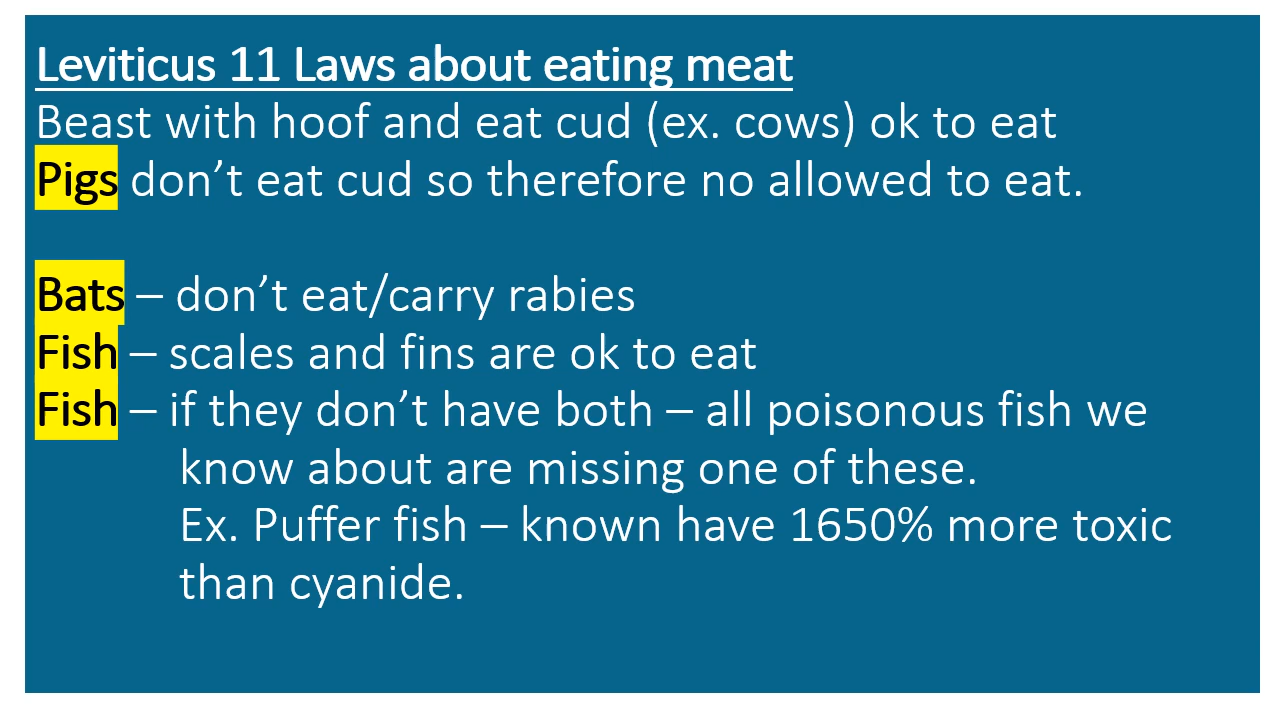 Leviticus 11 Laws about eating meat
Beast with hoof and eat cud (ex. cows) ok to eat
Pigs don’t eat cud so therefore no allowed to eat.
Bats – don’t eat/carry rabies
Fish – scales and fins are ok to eat
Fish – if they don’t have both – all poisonous fish we
know about are missing one of these.
Ex. Puffer fish – known have 1650% more toxic
than cyanide.